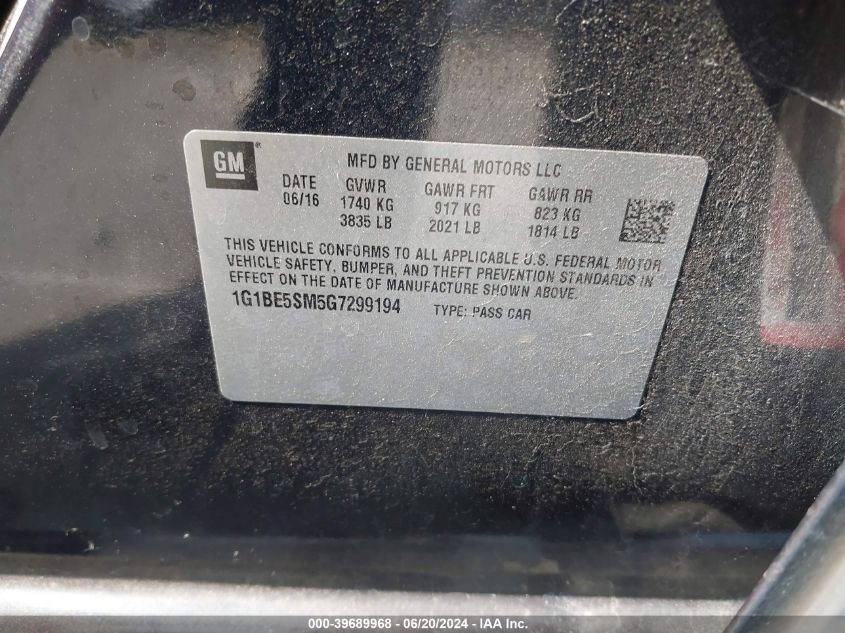 GM ®
MFD BY GENERAL MOTORS LLC
DATE GVWR GAWR FRT GAWR RR
06/16 1740 KG 917 KG 823 KG
3835 LB 2021 LB 1814 LB
THIS VEHICLE CONFORMS TO ALL APPLICABLE U.S. FEDERAL MOTOR
VEHICLE SAFETY, BUMPER, AND THEFT PREVENTION STANDARDS IN
EFFECT ON THE DATE OF MANUFACTURE SHOWN ABOVE.
1G1BE5SM5G7299194 TYPE: PASS CAR
000-39689968 - 06/20/2024 - IAA Inc.